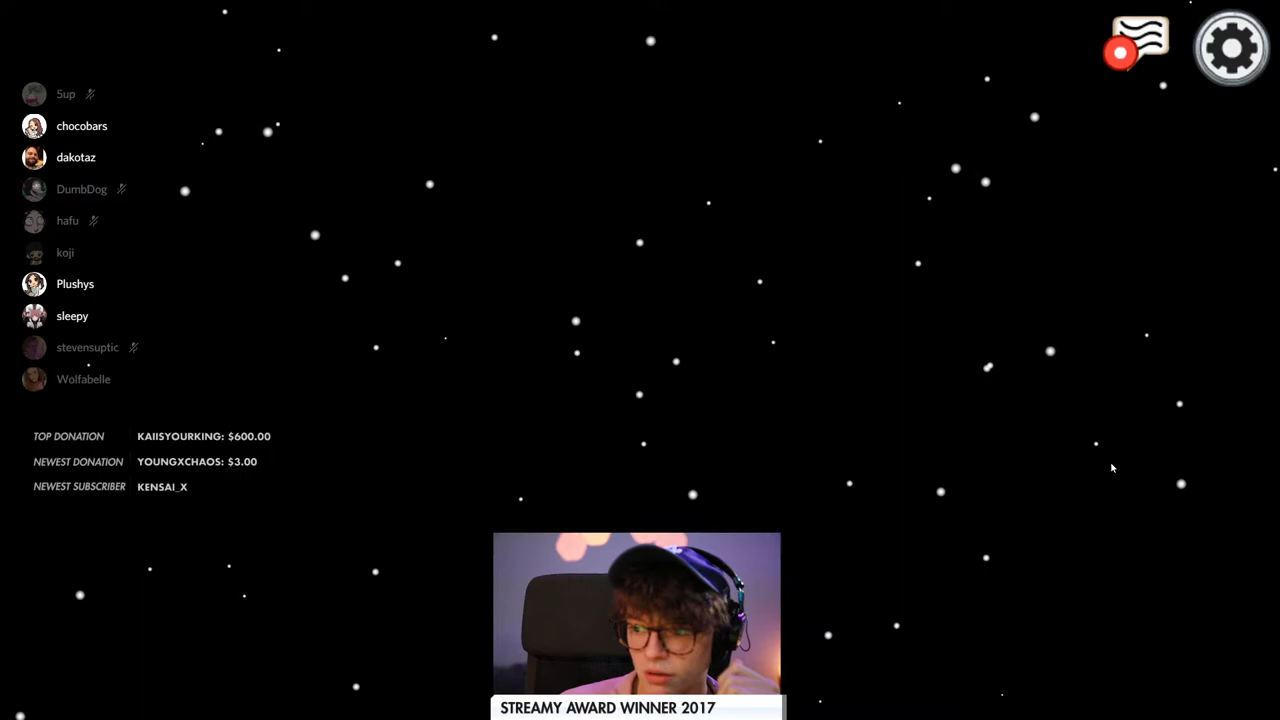 5up
chocobars
dakotaz
DumbDog
hafu
koji
Plushys
sleepy
stevensuptic
Wolfabelle
TOP DONATION KAIISYOURKING: $600.00
NEWEST DONATION YOUNGXCHAOS: $3.00
NEWEST SUBSCRIBER KENSAI_X
STREAMY AWARD WINNER 2017